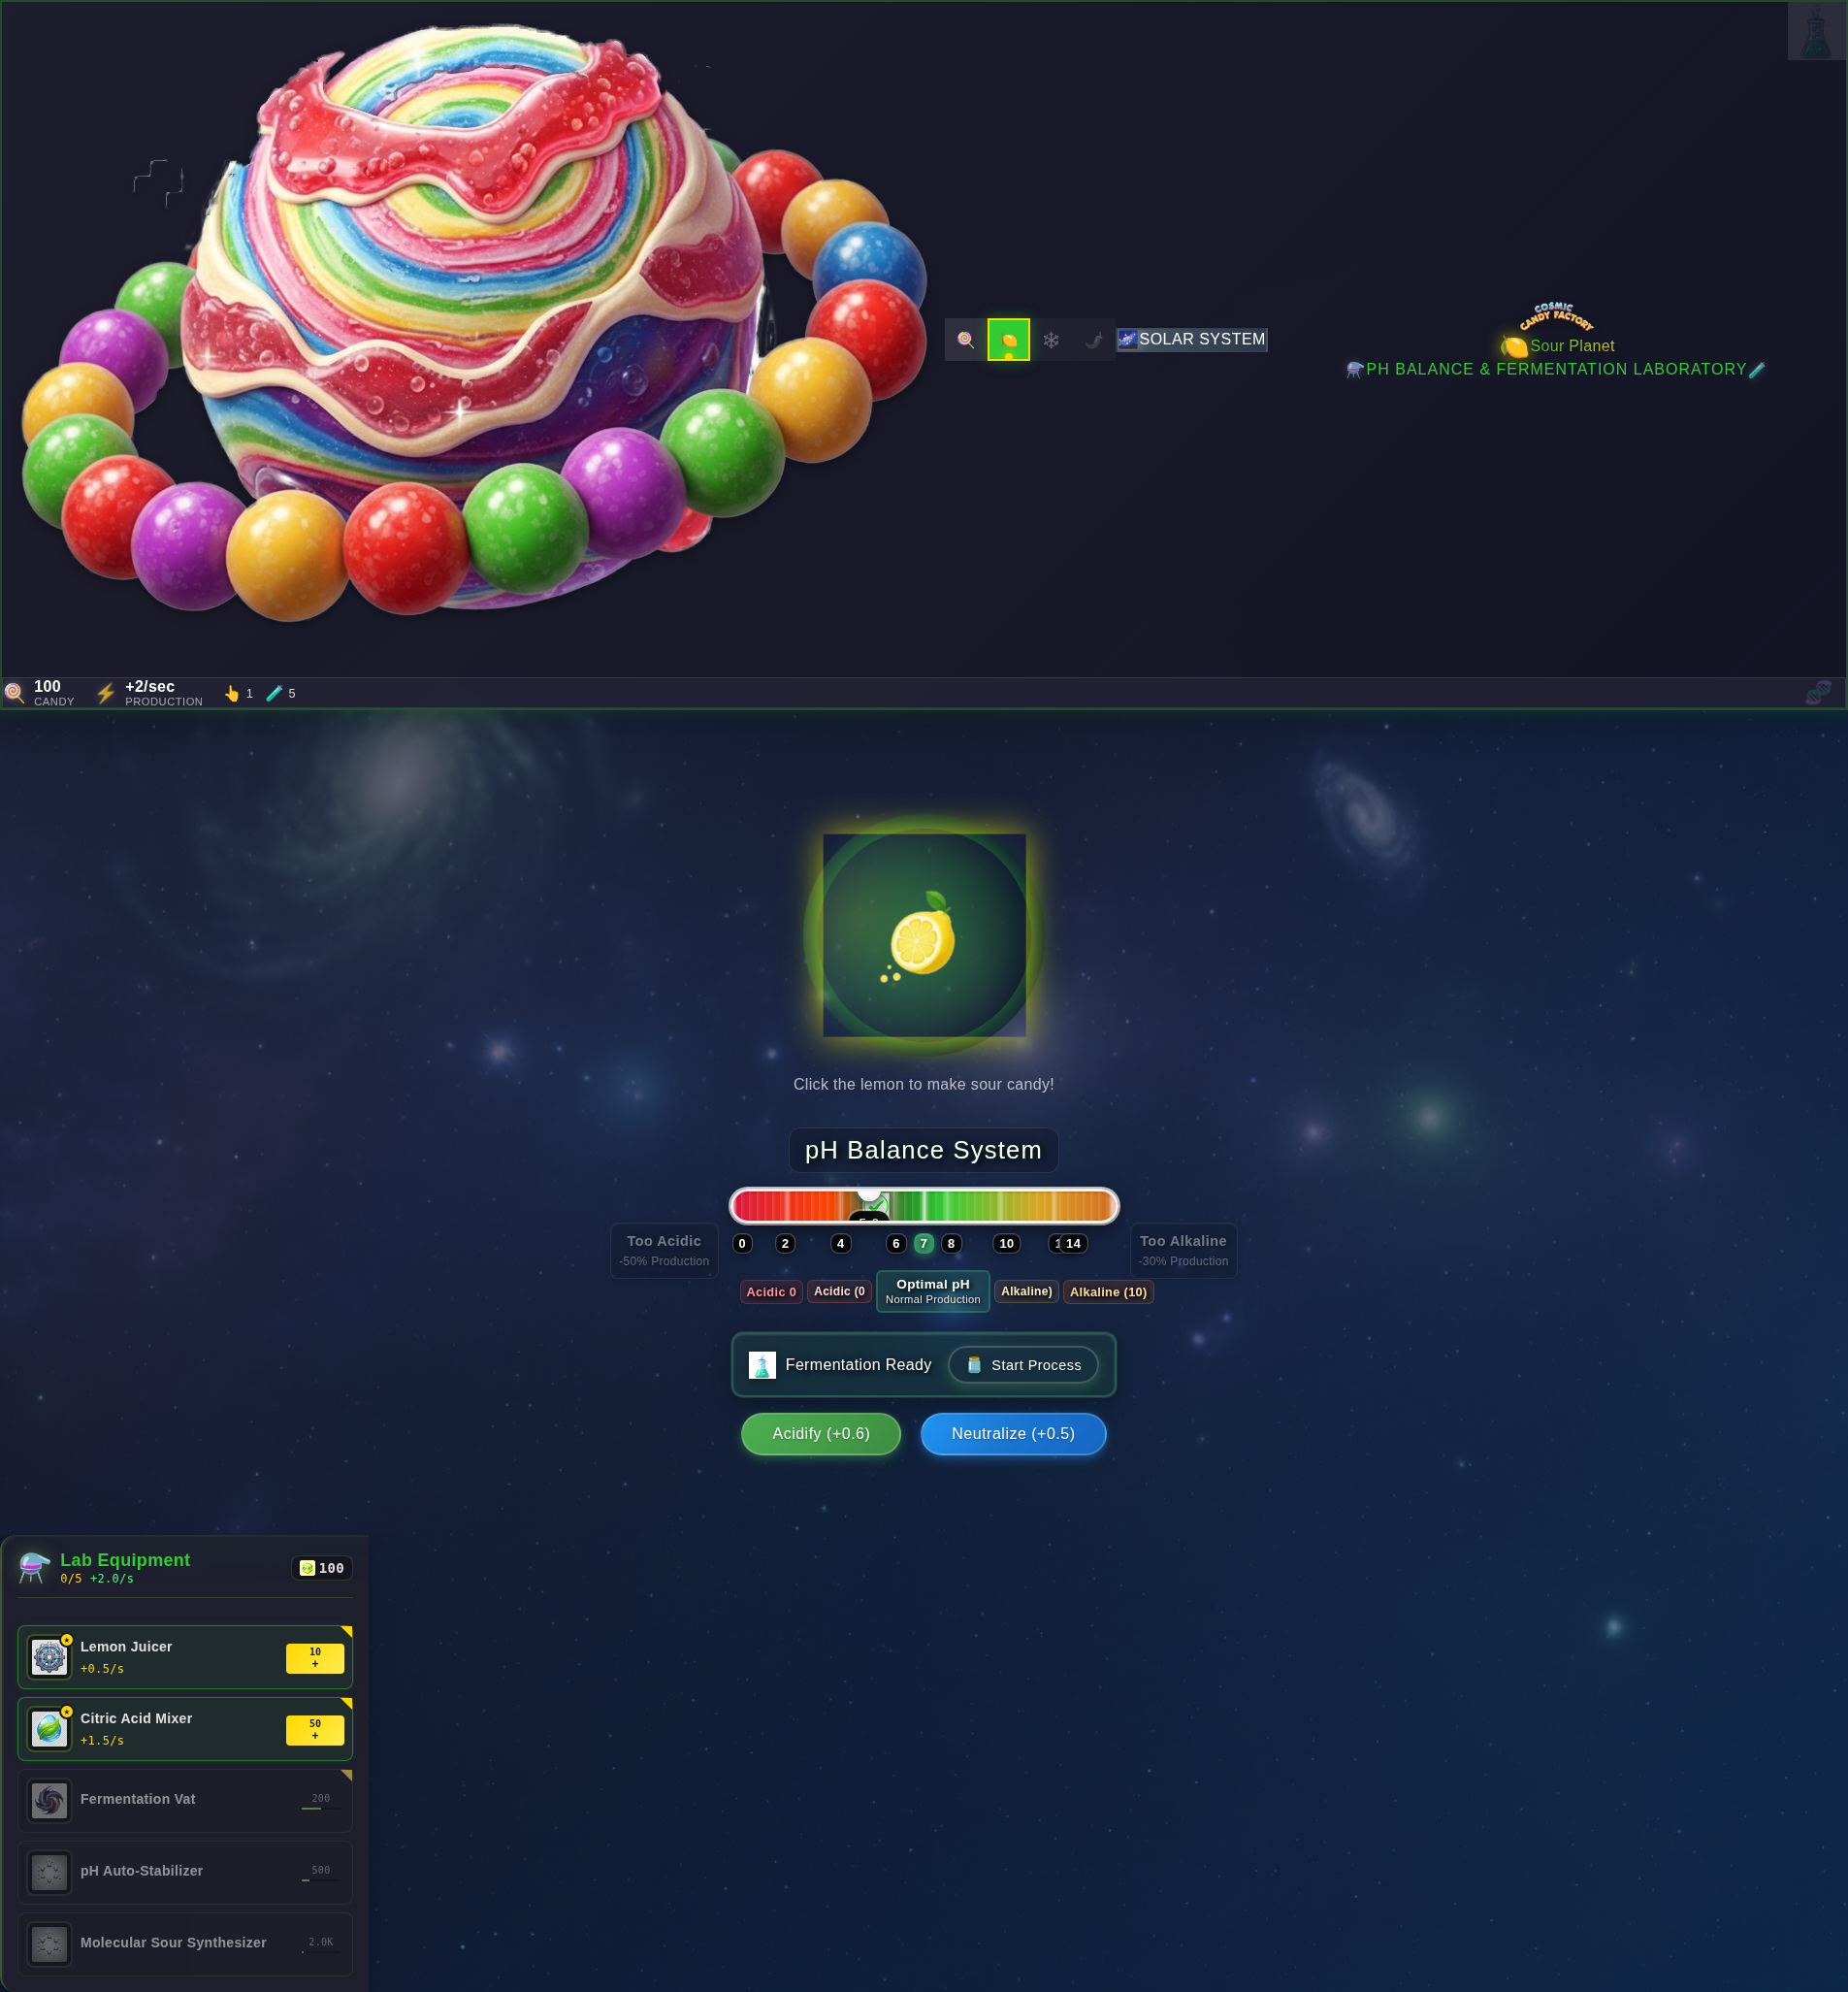 SOLAR SYSTEM
COSMIC
CANDY FACTORY
Sour Planet
PH BALANCE & FERMENTATION LABORATORY
100
CANDY
+2/sec
PRODUCTION
1
5
Click the lemon to make sour candy!
pH Balance System
Too Acidic
-50% Production
0 2 4 6 7 8 10 14
Too Alkaline
-30% Production
Acidic 0
Acidic (0
Optimal pH
Normal Production
Alkaline)
Alkaline (10)
Fermentation Ready
Start Process
Acidify (+0.6)
Neutralize (+0.5)
Lab Equipment
0/5 +2.0/s
100
Lemon Juicer
+0.5/s
10
+
Citric Acid Mixer
+1.5/s
50
+
Fermentation Vat
200
pH Auto-Stabilizer
500
Molecular Sour Synthesizer
2.0K